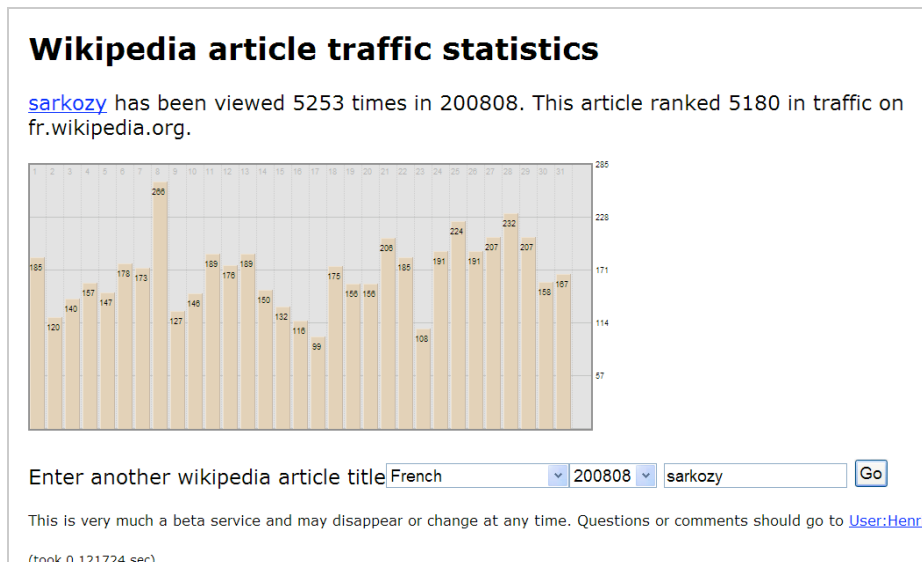 Wikipedia article traffic statistics
sarkozy has been viewed 5253 times in 200808. This article ranked 5180 in traffic on
fr.wikipedia.org.
1 2 3 4 5 6 7 8 9 10 11 12 13 14 15 16 17 18 19 20 21 22 23 24 25 26 27 28 29 30 31
285
228
171
114
57
185 120 140 157 147 178 173 266 127 146 189 176 189 150 132 116 99 175 156 156 206 185 108 191 224 191 207 232 207 158 167
Enter another wikipedia article title French 200808 sarkozy Go
This is very much a beta service and may disappear or change at any time. Questions or comments should go to User:Henr
(took 0.121724 sec)